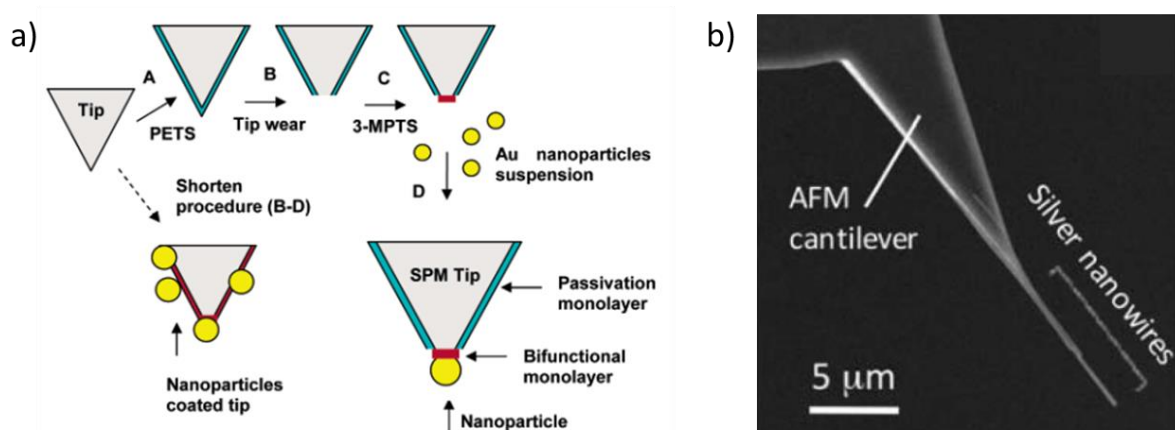 a)
A
B
C
Tip
PETS
Tip wear
3-MPTS
Au nanoparticles
suspension
D
Shorten
procedure (B-D)
SPM Tip
Passivation
monolayer
Bifunctional
monolayer
Nanoparticles
coated tip
Nanoparticle
b)
AFM
cantilever
Silver nanowires
5 μm